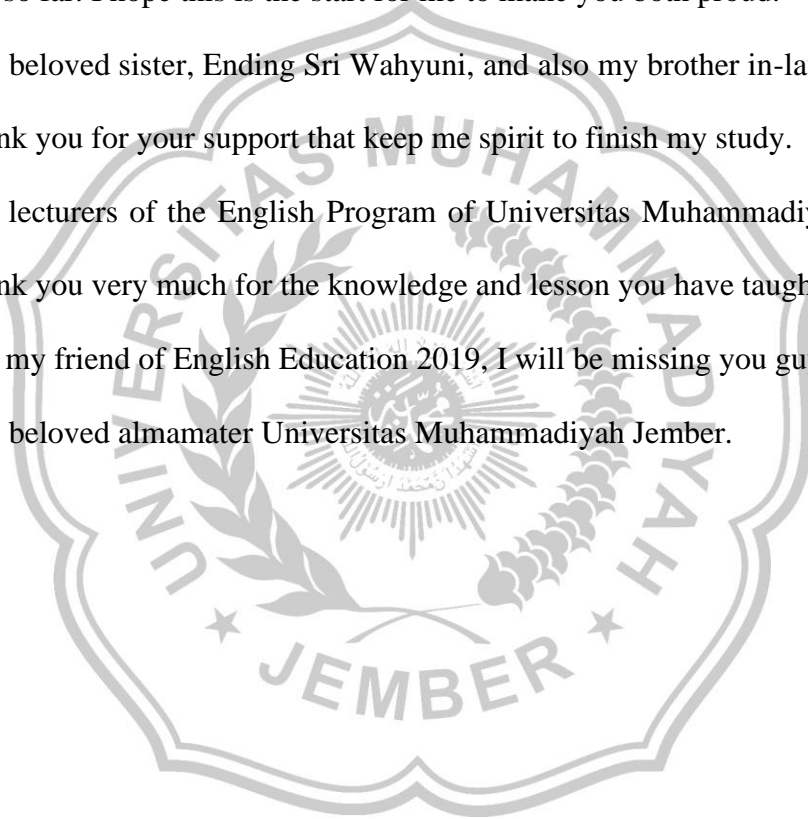 so far. I hope this is the start for me to make you both proud.
beloved sister, Ending Sri Wahyuni, and also my brother in-la
nk you for your support that keep me spirit to finish my study.
lecturers of the English Program of Universitas Muhammadiy
nk you very much for the knowledge and lesson you have taugh
my friend of English Education 2019, I will be missing you gu
beloved almamater Universitas Muhammadiyah Jember.
UNIVERSITAS MUHAMMADIYAH
JEMBER